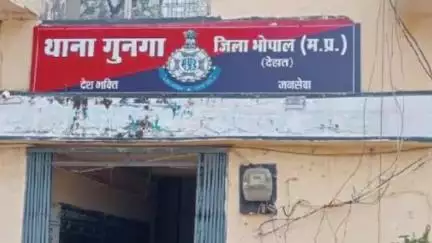 थाना गुनगा जिला भोपाल (म.प्र.)
(देहात)
देश भक्ति जनसेवा